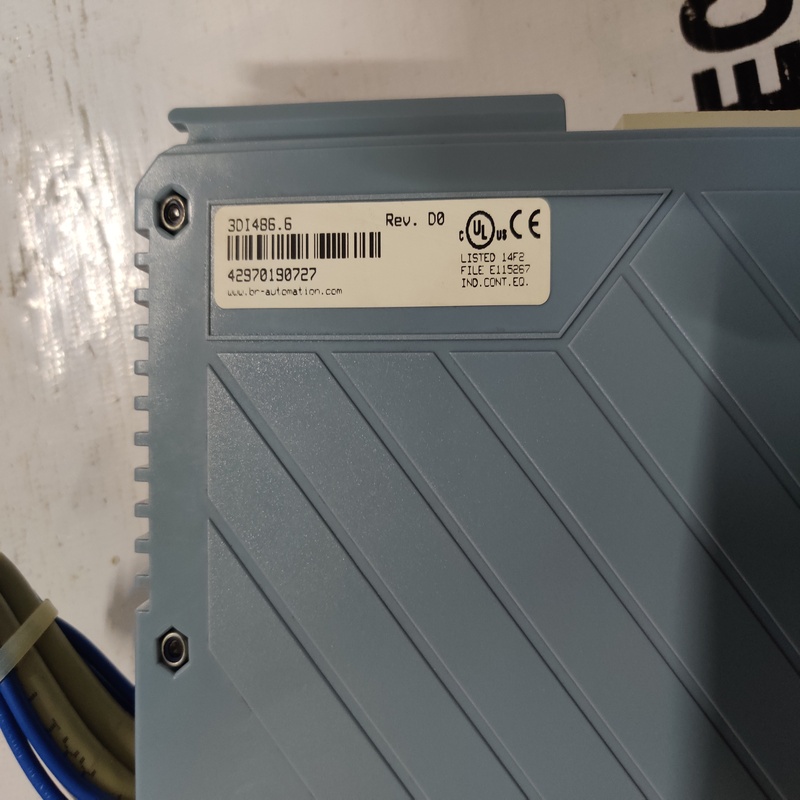 EC
3DI486.6
Rev. D0
c UL us CE
42970190727
www.br-automation.com
LISTED 14F2
FILE E115267
IND.CONT.EQ.